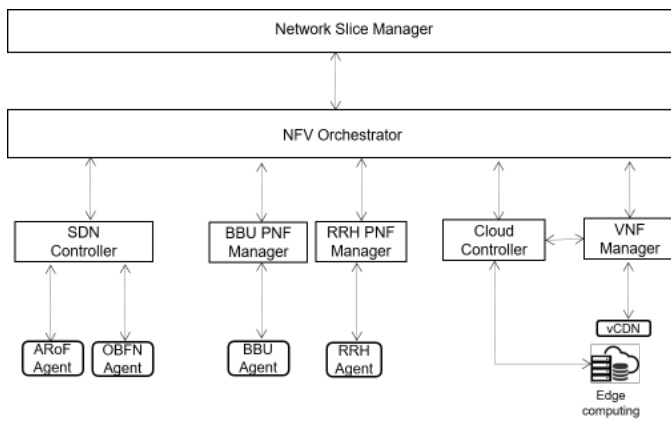 Network Slice Manager
NFV Orchestrator
SDN
Controller
BBU PNF
Manager
RRH PNF
Manager
Cloud
Controller
VNF
Manager
ARoF
Agent
OBFN
Agent
BBU
Agent
RRH
Agent
vCDN
Edge
computing